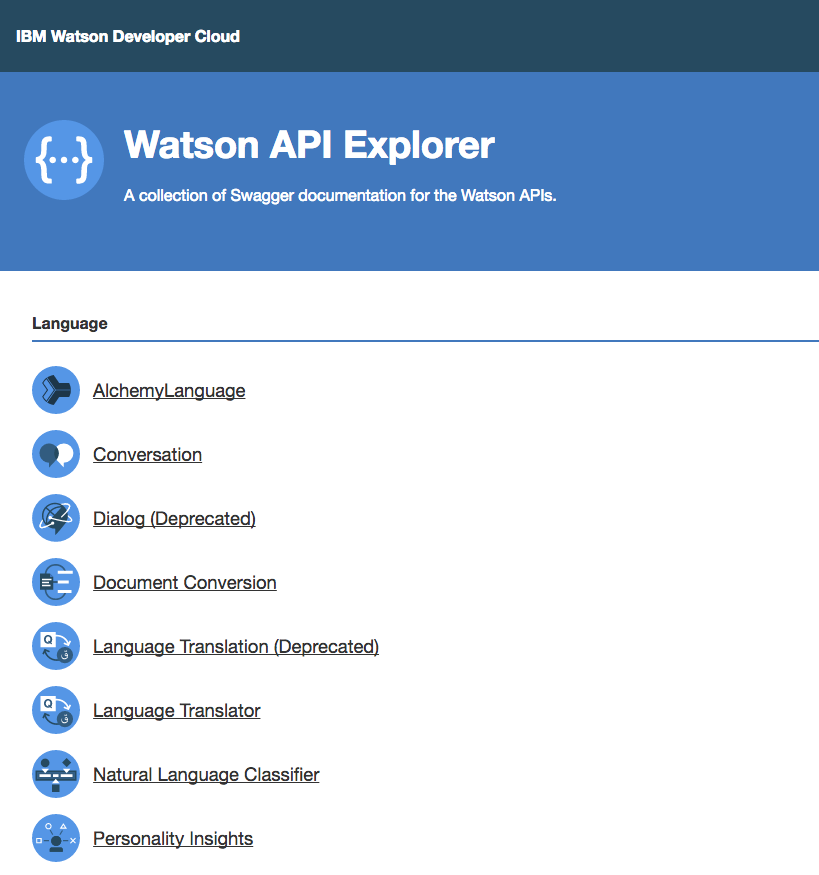 IBM Watson Developer Cloud
Watson API Explorer
A collection of Swagger documentation for the Watson APIs.
Language
AlchemyLanguage
Conversation
Dialog (Deprecated)
Document Conversion
Q
ق
Language Translation (Deprecated)
Q
ق
Language Translator
Natural Language Classifier
Personality Insights